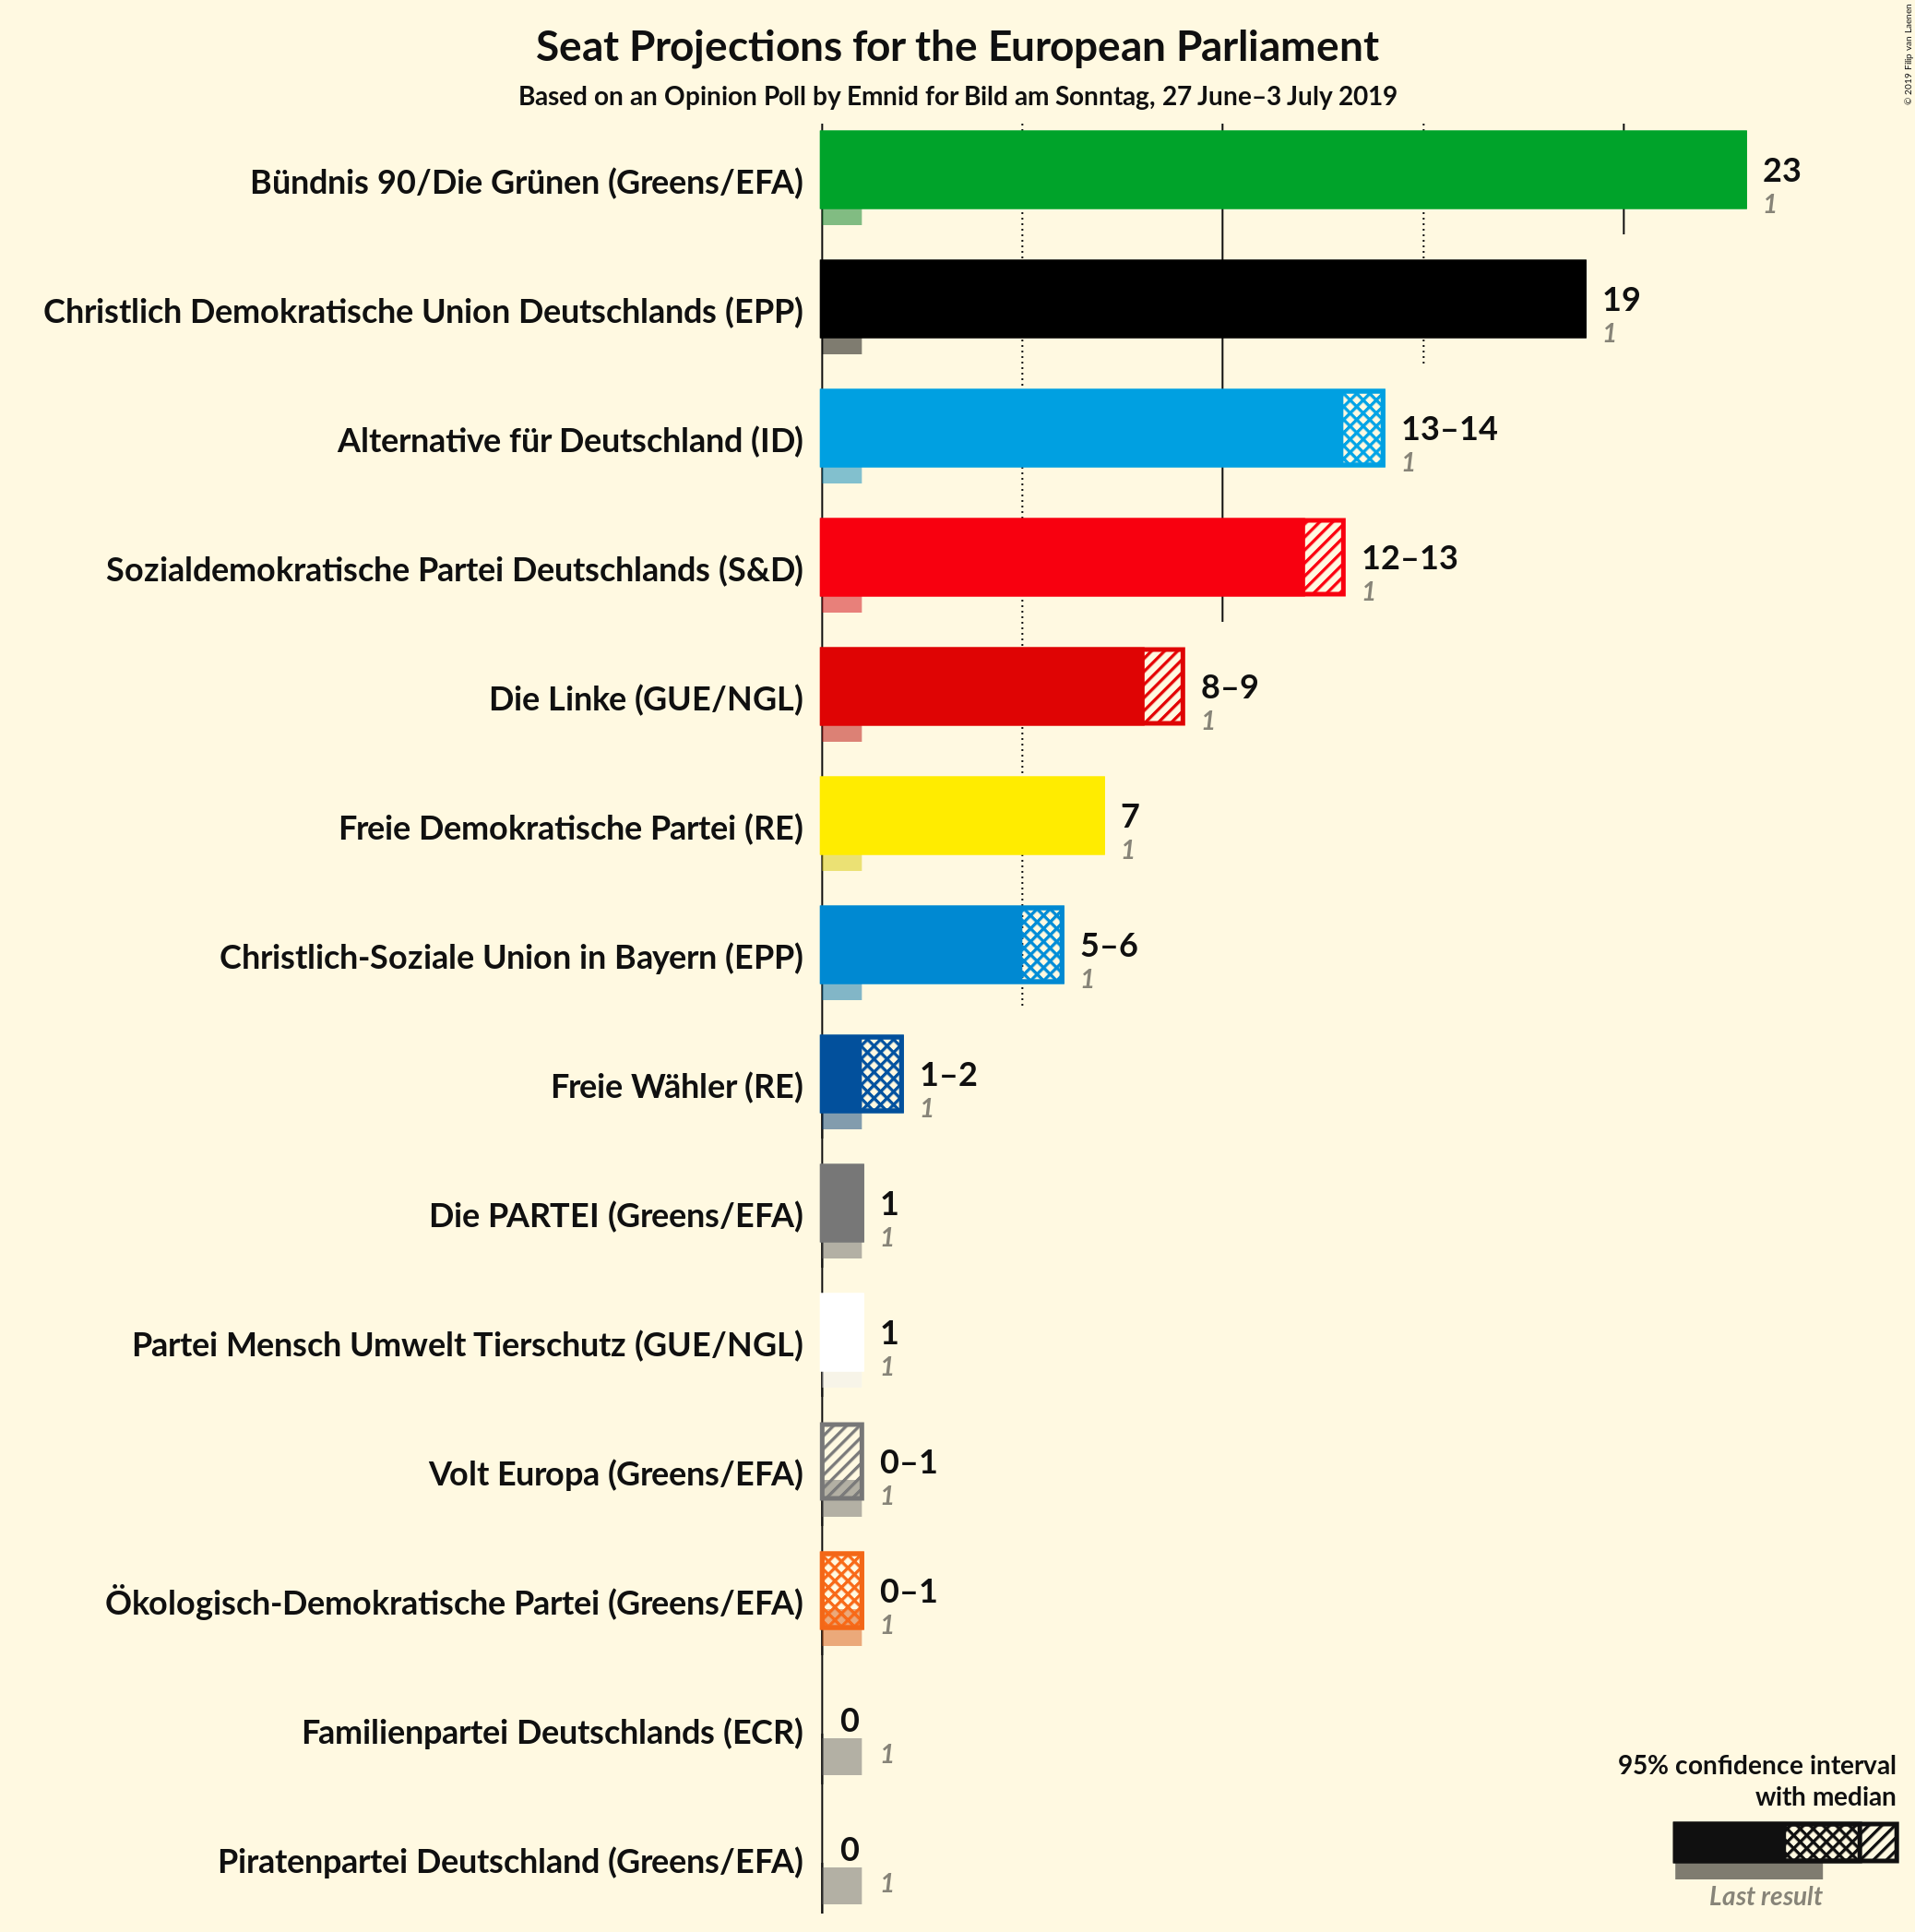 Seat Projections for the European Parliament
Based on an Opinion Poll by Emnid for Bild am Sonntag, 27 June–3 July 2019
© 2019 Filip van Laenen
Bündnis 90/Die Grünen (Greens/EFA)
23
1
Christlich Demokratische Union Deutschlands (EPP)
19
1
Alternative für Deutschland (ID)
13–14
1
Sozialdemokratische Partei Deutschlands (S&D)
12–13
1
Die Linke (GUE/NGL)
8–9
1
Freie Demokratische Partei (RE)
7
1
Christlich-Soziale Union in Bayern (EPP)
5–6
1
Freie Wähler (RE)
1–2
1
Die PARTEI (Greens/EFA)
1
1
Partei Mensch Umwelt Tierschutz (GUE/NGL)
1
1
Volt Europa (Greens/EFA)
0–1
1
Ökologisch-Demokratische Partei (Greens/EFA)
0–1
1
Familienpartei Deutschlands (ECR)
0
1
Piratenpartei Deutschland (Greens/EFA)
0
1
95% confidence interval
with median
Last result